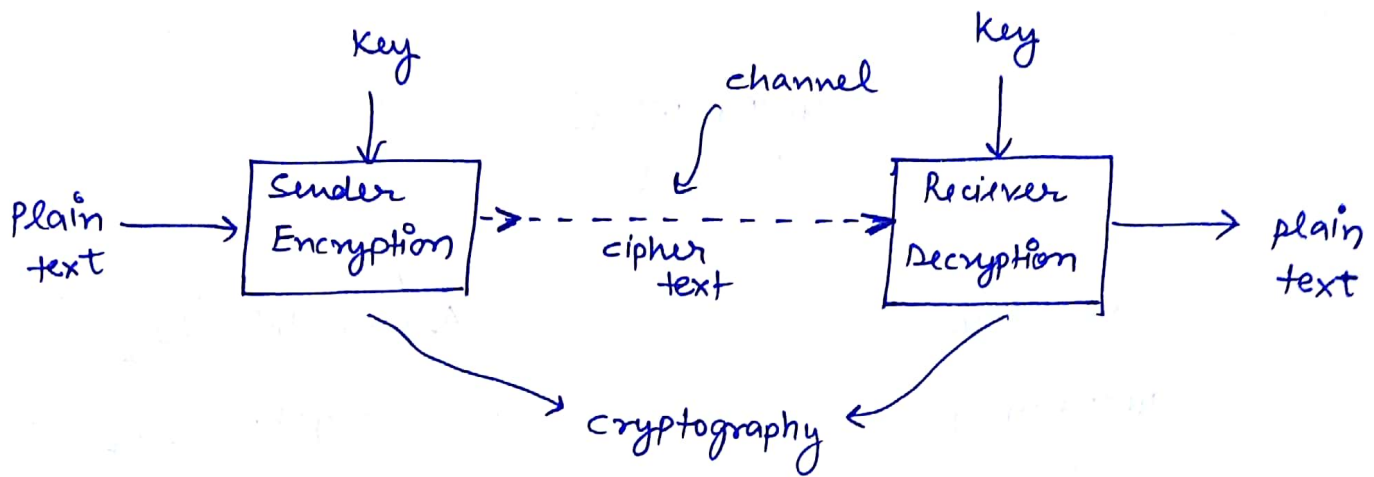 Key
Key
channel
Plain
text
Sender
Encryption
cipher
text
Reciever
Decryption
plain
text
cryptography